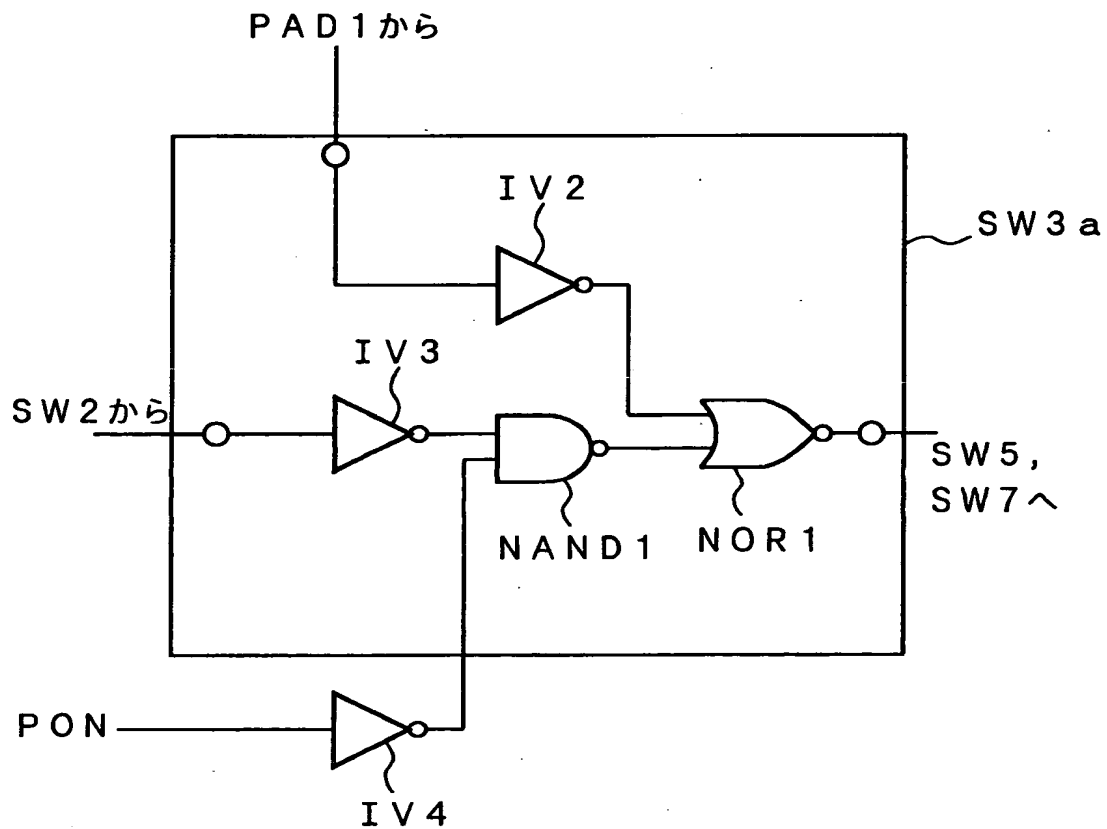 PAD1から
IV2
SW3a
IV3
SW2から
SW5,
SW7へ
NAND1
NOR1
PON
IV4